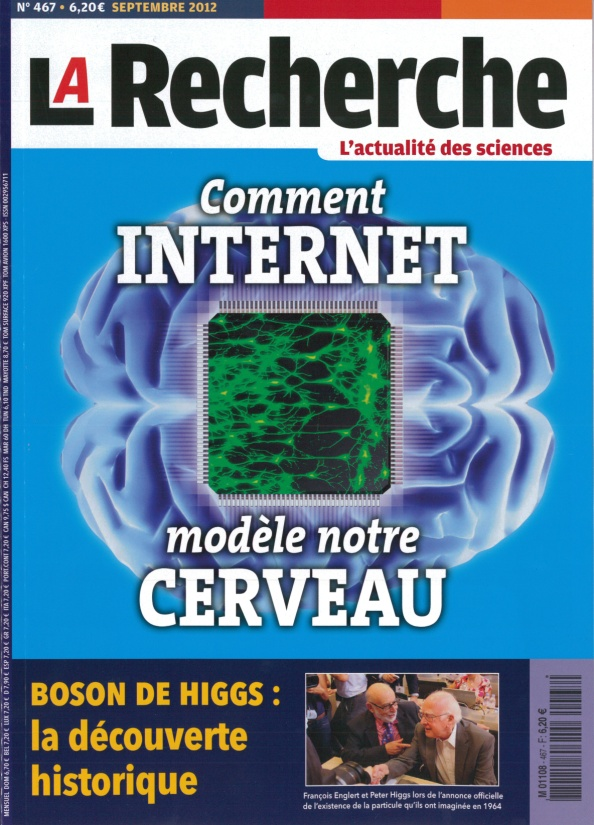 N° 467 • 6,20€ SEPTEMBRE 2012
LA Recherche
L'actualité des sciences
Comment
INTERNET
modèle notre
CERVEAU
BOSON DE HIGGS :
la découverte
historique
François Englert et Peter Higgs lors de l'annonce officielle
de l'existence de la particule qu'ils ont imaginée en 1964
M 01108 - 467 - F: 6,20 €
MENSUEL DOM 6,70 € BEL 7,20 € LUX 7,20 € D 7,90 € ESP 7,20 € GR 7,20 € ITA 7,20 € PORT.CONT 7,20 € CAN 9,75 $ CAN CH 12,40 FS MAR 60 DH TUN 6,10 TND MAYOTTE 8,70 € TOM SURFACE 920 XPF TOM AVION 1600 XPS ISSN 002956711